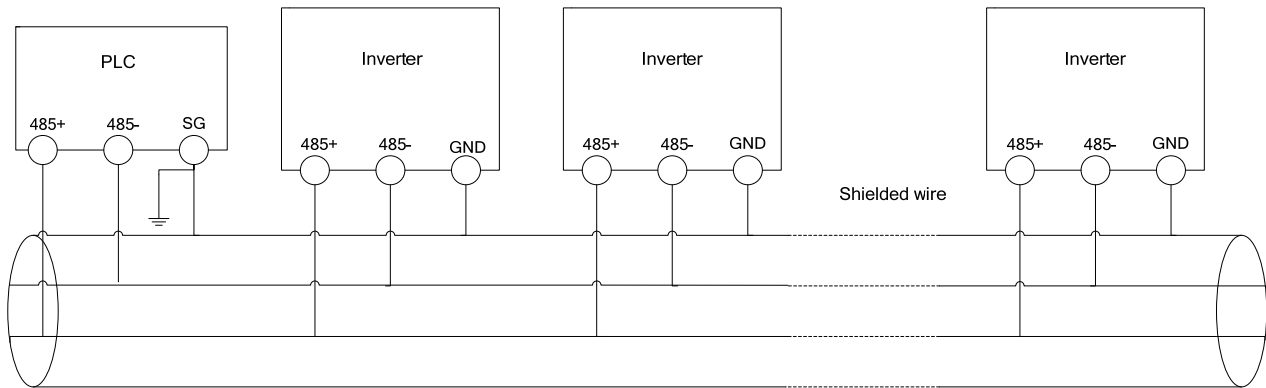 PLC
485+ 485- SG
Inverter
485+ 485- GND
Inverter
485+ 485- GND
Shielded wire
Inverter
485+ 485- GND